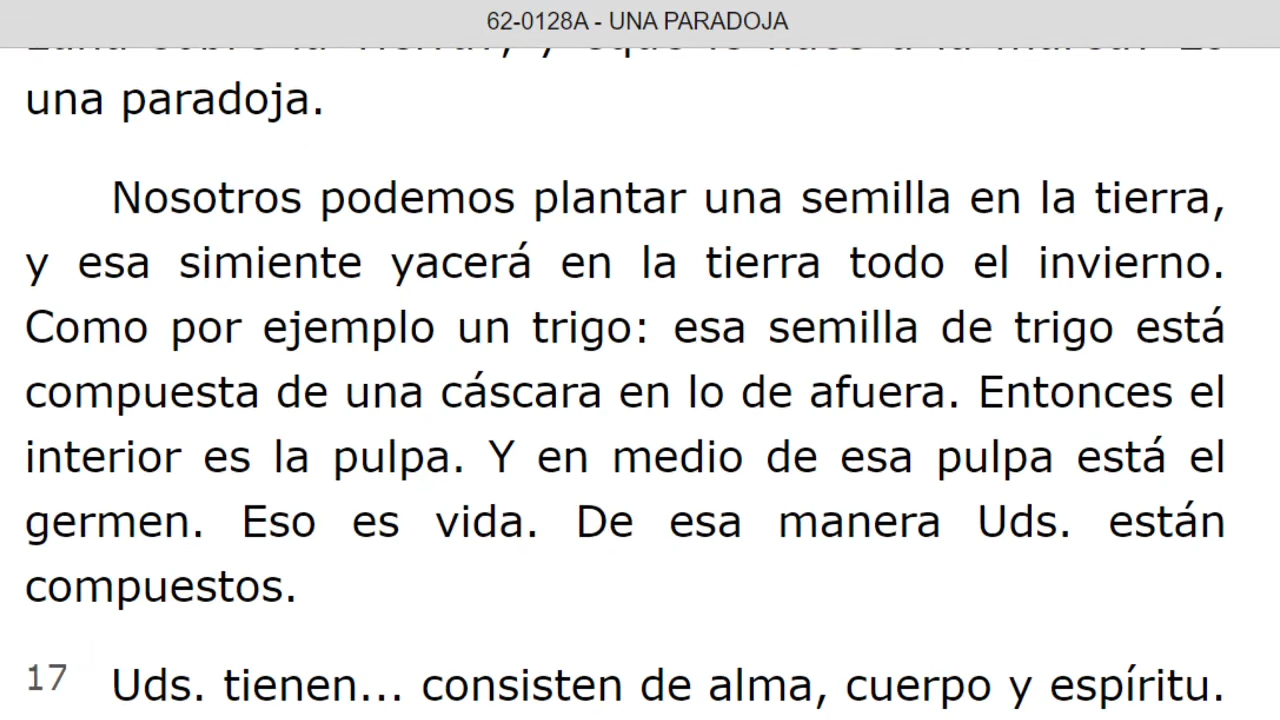 62-0128A - UNA PARADOJA
una paradoja.
Nosotros podemos plantar una semilla en la tierra,
y esa simiente yacerá en la tierra todo el invierno.
Como por ejemplo un trigo: esa semilla de trigo está
compuesta de una cáscara en lo de afuera. Entonces el
interior es la pulpa. Y en medio de esa pulpa está el
germen. Eso es vida. De esa manera Uds. están
compuestos.
17 Uds. tienen... consisten de alma, cuerpo y espíritu.